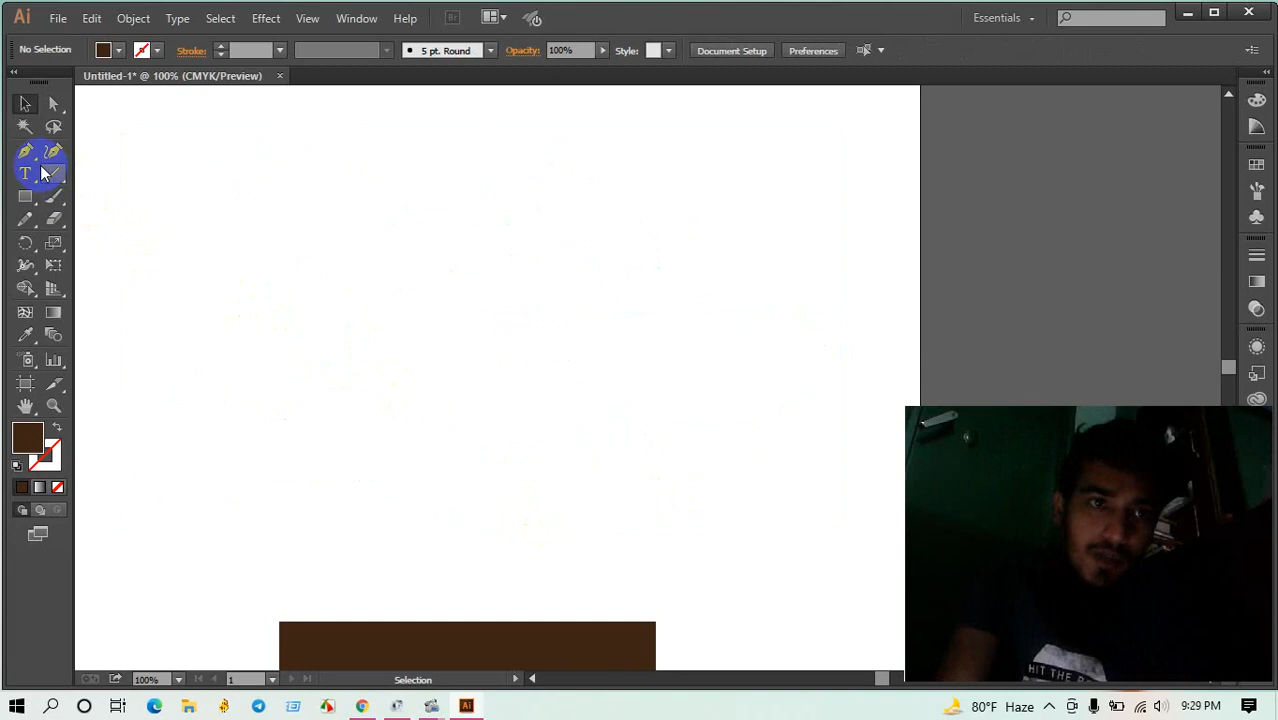 Ai File Edit Object Type Select Effect View Window Help Br Essentials
No Selection Stroke: 5 pt. Round Opacity: 100% Style: Document Setup Preferences
Untitled-1* @ 100% (CMYK/Preview) ×
T
100% 1 Selection
HIT THE
80°F Haze 9:29 PM
Ai